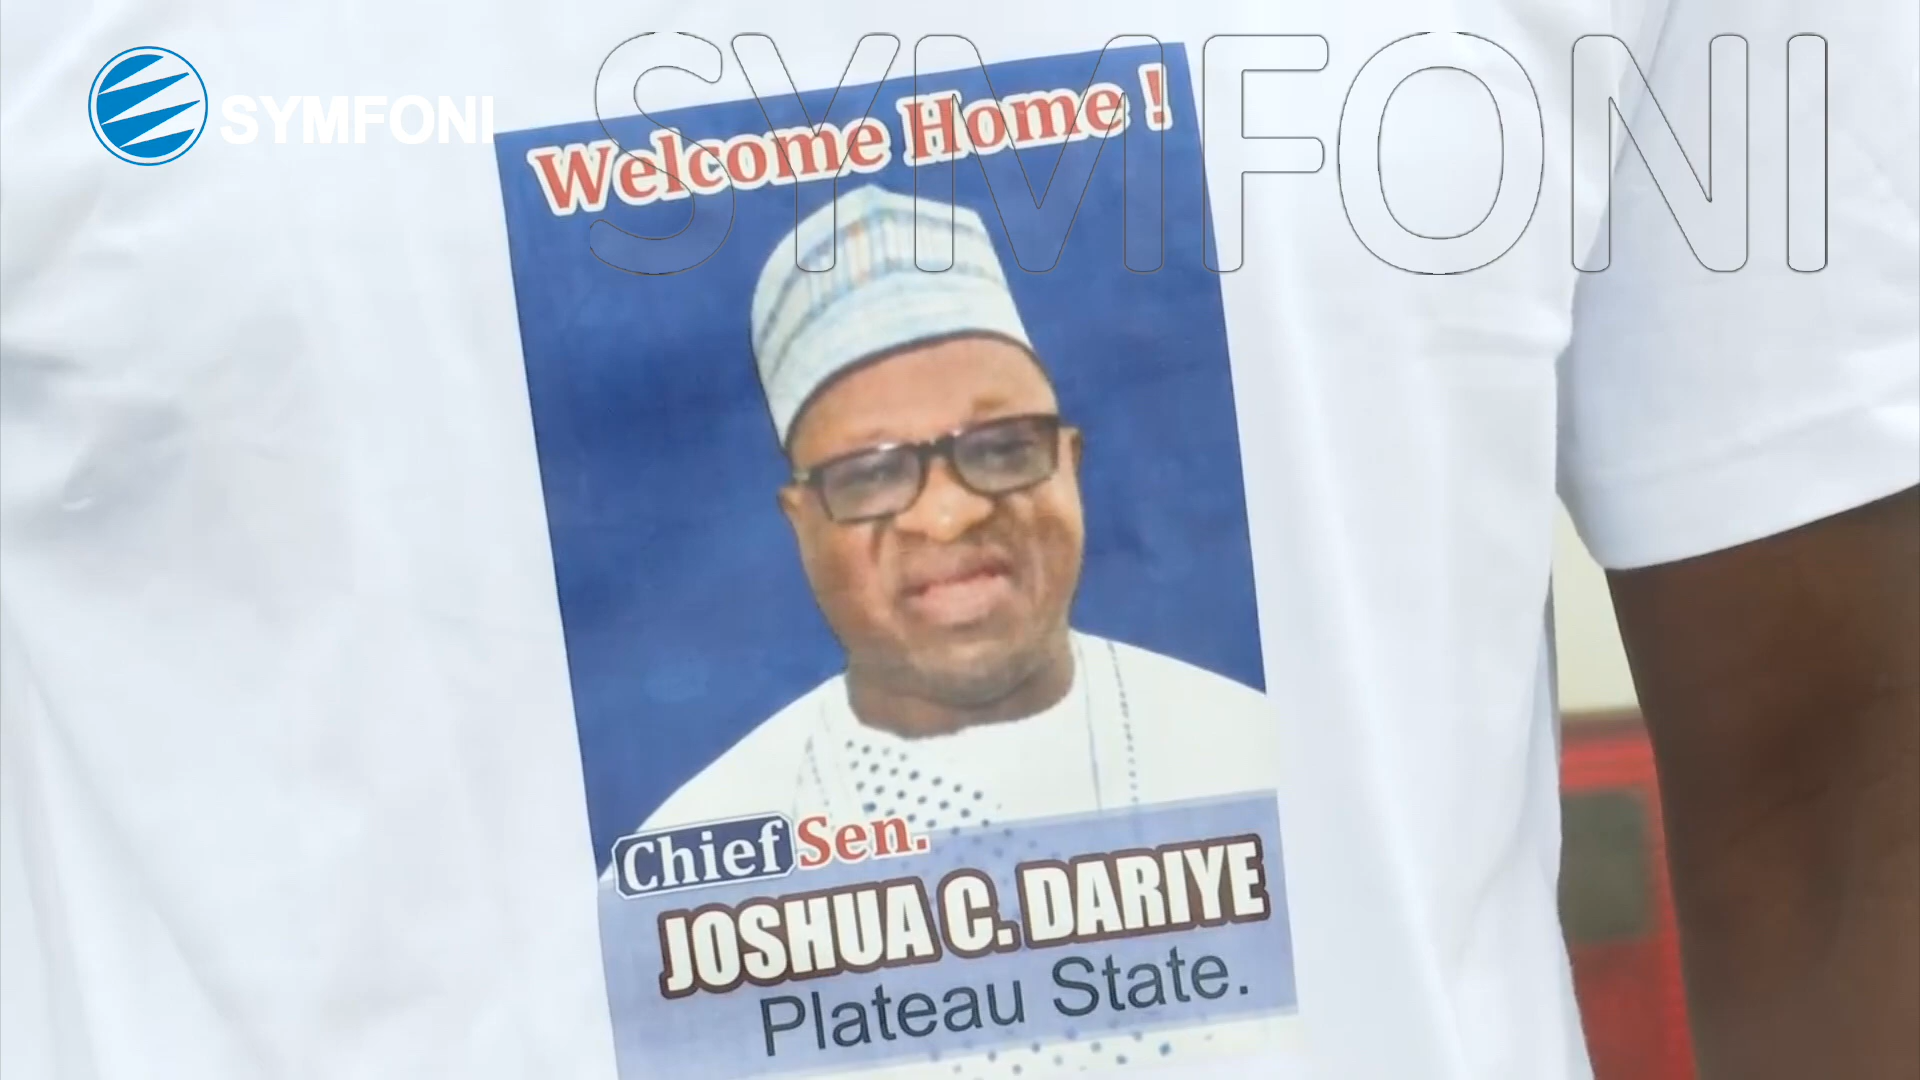 SYMFONI
SYMFONI
Welcome Home !
Chief Sen.
JOSHUA C. DARIYE
Plateau State.